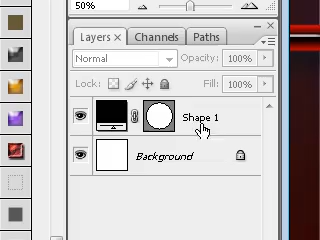 50%
Layers × Channels Paths
Normal Opacity: 100%
Lock: Fill: 100%
Shape 1
Background